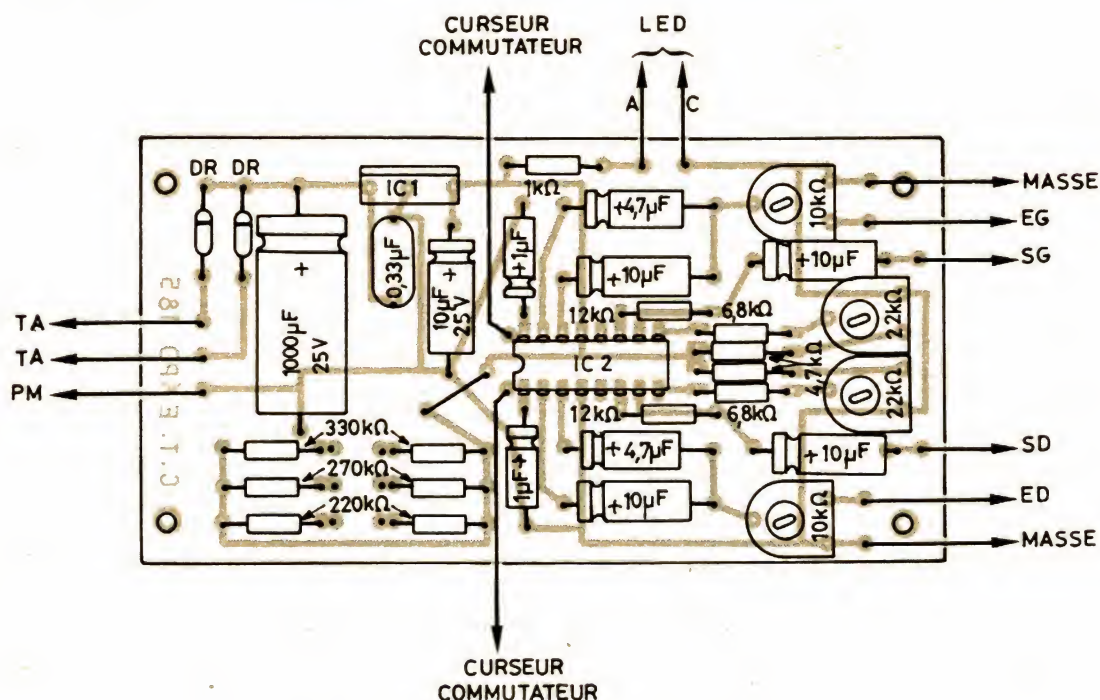 CURSEUR
COMMUTATEUR
LED
A
C
DR
DR
IC1
1kΩ
+4,7µF
10kΩ
MASSE
EG
+1µF
+
0,33µF
10µF +
25V
+10µF
+10µF
SG
12kΩ
6,8kΩ
22kΩ
TA
TA
PM
1000µF
25V
IC 2
4,7kΩ
22kΩ
12kΩ
6,8kΩ
330kΩ
270kΩ
220kΩ
1µF+
+4,7µF
+10µF
+10µF
SD
10kΩ
ED
MASSE
CURSEUR
COMMUTATEUR